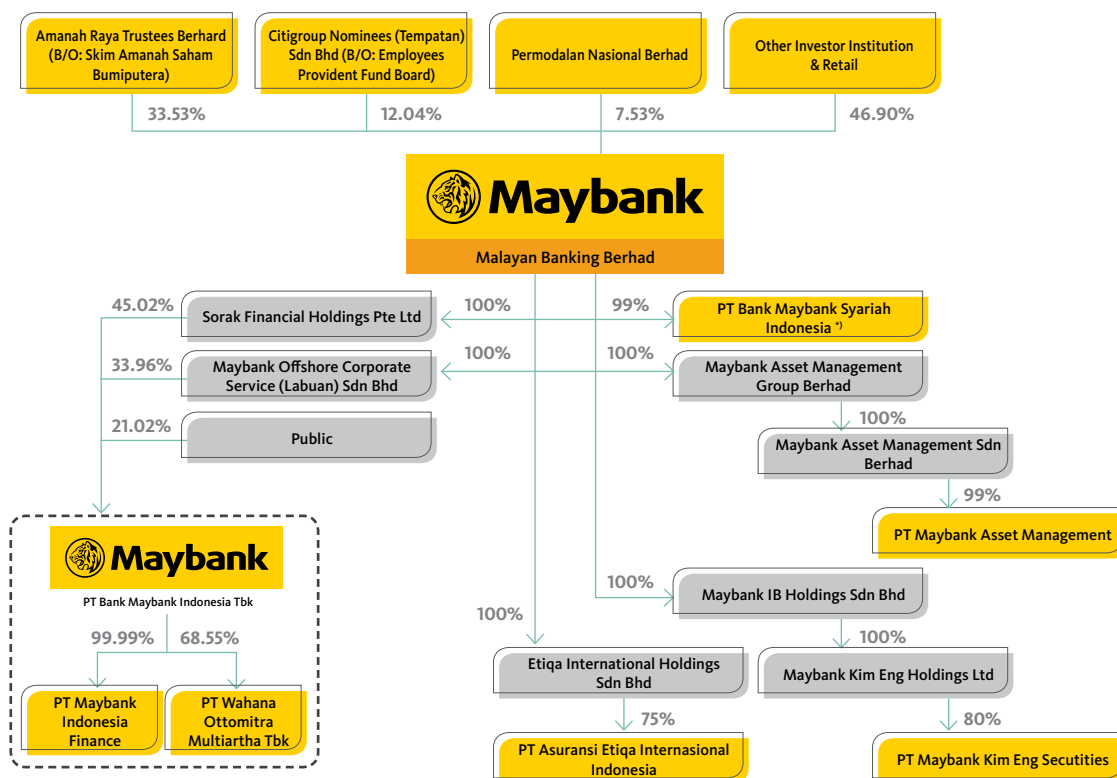 Amanah Raya Trustees Berhard
(B/O: Skim Amanah Saham
Bumiputera)
Citigroup Nominees (Tempatan)
Sdn Bhd (B/O: Employees
Provident Fund Board)
Permodalan Nasional Berhad
Other Investor Institution
& Retail
33.53%
12.04%
7.53%
46.90%
Maybank
Malayan Banking Berhad
45.02%
Sorak Financial Holdings Pte Ltd
100%
99%
PT Bank Maybank Syariah
Indonesia *)
33.96%
Maybank Offshore Corporate
Service (Labuan) Sdn Bhd
100%
100%
Maybank Asset Management
Group Berhad
21.02%
Public
100%
Maybank Asset Management Sdn
Berhad
99%
PT Maybank Asset Management
Maybank
PT Bank Maybank Indonesia Tbk
99.99%
68.55%
PT Maybank
Indonesia
Finance
PT Wahana
Ottomitra
Multiartha Tbk
100%
Maybank IB Holdings Sdn Bhd
100%
100%
Etiqa International Holdings
Sdn Bhd
Maybank Kim Eng Holdings Ltd
75%
80%
PT Asuransi Etiqa Internasional
Indonesia
PT Maybank Kim Eng Secutities